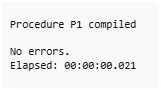 Procedure P1 compiled
No errors.
Elapsed: 00:00:00.021